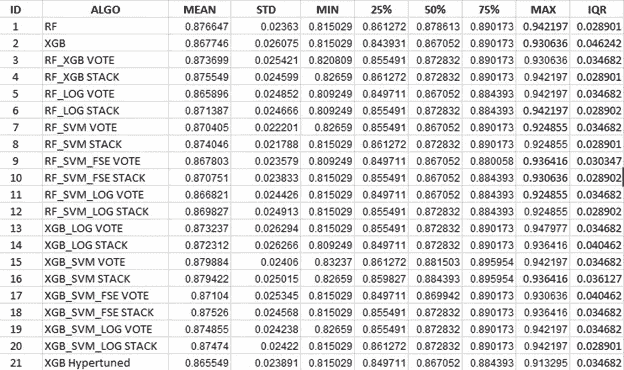 ID ALGO MEAN STD MIN 25% 50% 75% MAX IQR
1 RF 0.876647 0.02363 0.815029 0.861272 0.878613 0.890173 0.942197 0.028901
2 XGB 0.867746 0.026075 0.815029 0.843931 0.867052 0.890173 0.930636 0.046242
3 RF_XGB VOTE 0.873699 0.025421 0.820809 0.855491 0.872832 0.890173 0.930636 0.034682
4 RF_XGB STACK 0.875549 0.024599 0.82659 0.861272 0.872832 0.890173 0.942197 0.028901
5 RF_LOG VOTE 0.865896 0.024852 0.809249 0.849711 0.867052 0.884393 0.942197 0.034682
6 RF_LOG STACK 0.871387 0.024666 0.809249 0.855491 0.872832 0.884393 0.942197 0.028902
7 RF_SVM VOTE 0.870405 0.022201 0.82659 0.855491 0.867052 0.890173 0.924855 0.034682
8 RF_SVM STACK 0.874046 0.021788 0.815029 0.861272 0.872832 0.890173 0.924855 0.028901
9 RF_SVM_FSE VOTE 0.867803 0.023579 0.809249 0.849711 0.867052 0.880058 0.936416 0.030347
10 RF_SVM_FSE STACK 0.870751 0.023833 0.815029 0.855491 0.867052 0.884393 0.930636 0.028902
11 RF_SVM_LOG VOTE 0.866821 0.024426 0.815029 0.849711 0.867052 0.884393 0.924855 0.034682
12 RF_SVM_LOG STACK 0.869827 0.024913 0.815029 0.855491 0.872832 0.884393 0.924855 0.028902
13 XGB_LOG VOTE 0.873237 0.026294 0.815029 0.855491 0.867052 0.890173 0.947977 0.034682
14 XGB_LOG STACK 0.872312 0.026266 0.809249 0.849711 0.872832 0.890173 0.936416 0.040462
15 XGB_SVM VOTE 0.879884 0.02406 0.83237 0.861272 0.881503 0.895954 0.942197 0.034682
16 XGB_SVM STACK 0.879422 0.025015 0.82659 0.859827 0.884393 0.895954 0.936416 0.036127
17 XGB_SVM_FSE VOTE 0.87104 0.025345 0.815029 0.849711 0.869942 0.890173 0.930636 0.040462
18 XGB_SVM_FSE STACK 0.87526 0.024568 0.815029 0.855491 0.872832 0.890173 0.936416 0.034682
19 XGB_SVM_LOG VOTE 0.874855 0.024238 0.82659 0.855491 0.872832 0.890173 0.942197 0.034682
20 XGB_SVM_LOG STACK 0.87474 0.02422 0.815029 0.861272 0.872832 0.890173 0.942197 0.028901
21 XGB Hypertuned 0.865549 0.023891 0.815029 0.849711 0.867052 0.884393 0.913295 0.034682